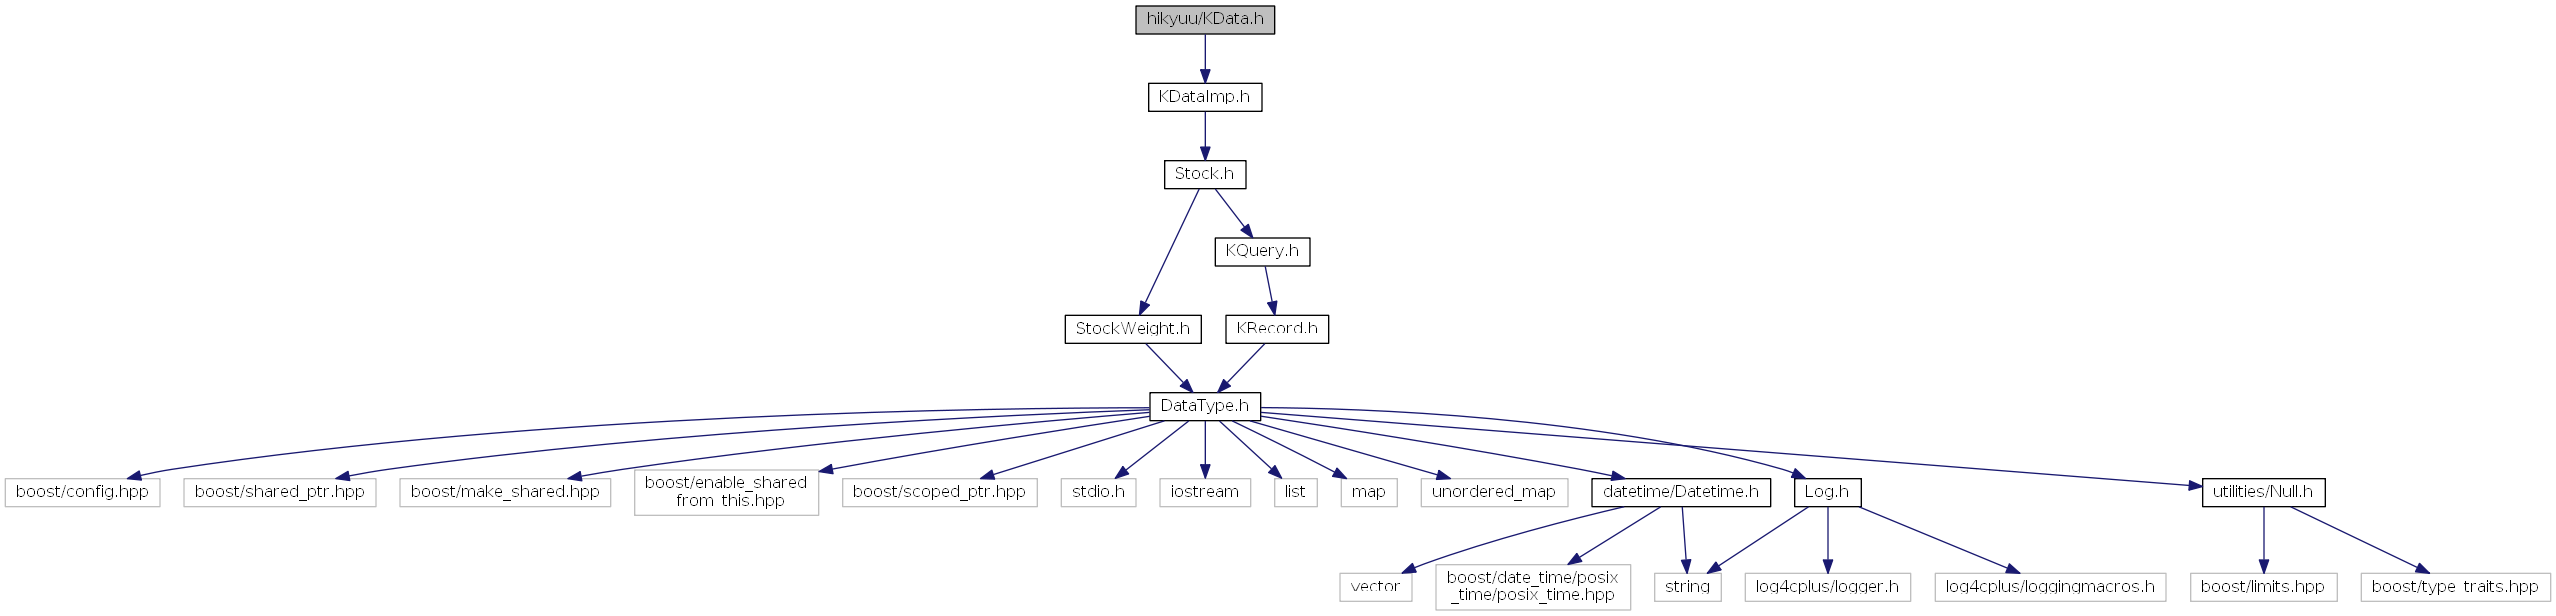 hikyuu/KData.h
KDataImp.h
Stock.h
KQuery.h
StockWeight.h
KRecord.h
DataType.h
boost/config.hpp
boost/shared_ptr.hpp
boost/make_shared.hpp
boost/enable_shared
_from_this.hpp
boost/scoped_ptr.hpp
stdio.h
iostream
list
map
unordered_map
datetime/Datetime.h
Log.h
utilities/Null.h
vector
boost/date_time/posix
_time/posix_time.hpp
string
log4cplus/logger.h
log4cplus/loggingmacros.h
boost/limits.hpp
boost/type_traits.hpp